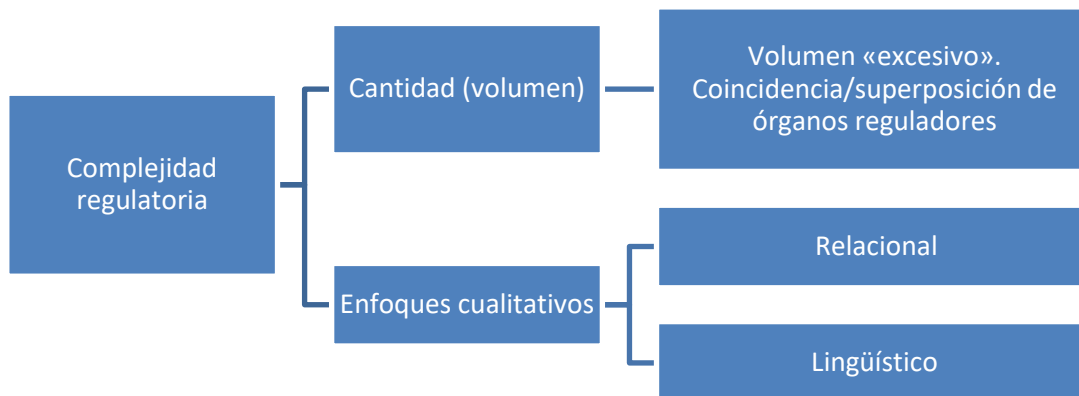 Complejidad
regulatoria
Cantidad (volumen)
Volumen «excesivo».
Coincidencia/superposición de
órganos reguladores
Enfoques cualitativos
Relacional
Lingüístico